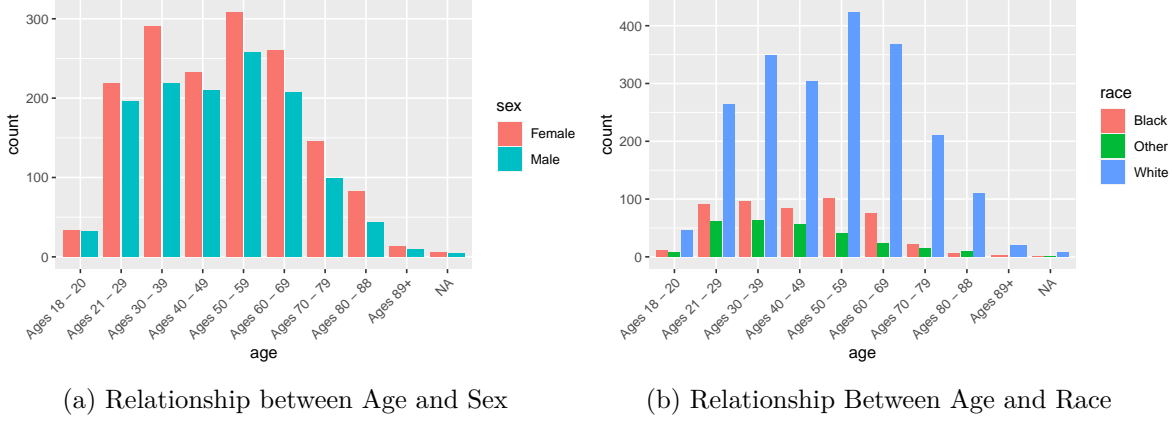 300
200
100
0
count
Ages 18 – 20
Ages 21 – 29
Ages 30 – 39
Ages 40 – 49
Ages 50 – 59
Ages 60 – 69
Ages 70 – 79
Ages 80 – 88
Ages 89+
NA
age
sex
Female
Male
(a) Relationship between Age and Sex
400
300
200
100
0
count
Ages 18 – 20
Ages 21 – 29
Ages 30 – 39
Ages 40 – 49
Ages 50 – 59
Ages 60 – 69
Ages 70 – 79
Ages 80 – 88
Ages 89+
NA
age
race
Black
Other
White
(b) Relationship Between Age and Race